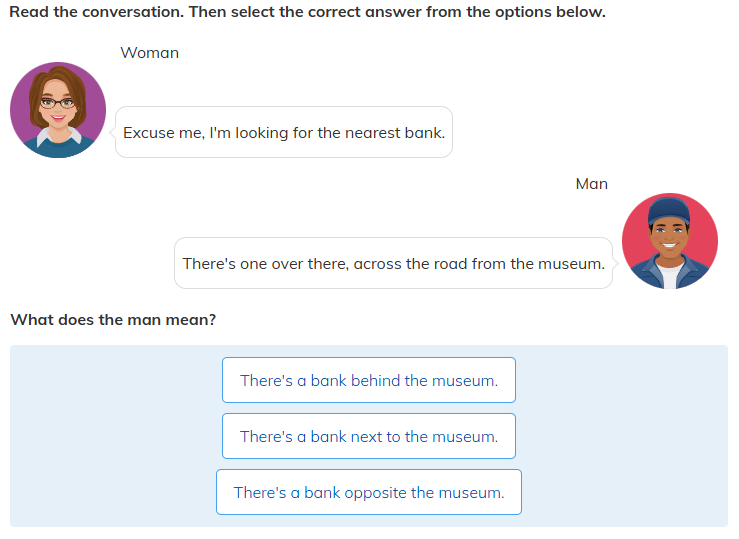 Read the conversation. Then select the correct answer from the options below.
Woman
Excuse me, I'm looking for the nearest bank.
Man
There's one over there, across the road from the museum.
What does the man mean?
There's a bank behind the museum.
There's a bank next to the museum.
There's a bank opposite the museum.